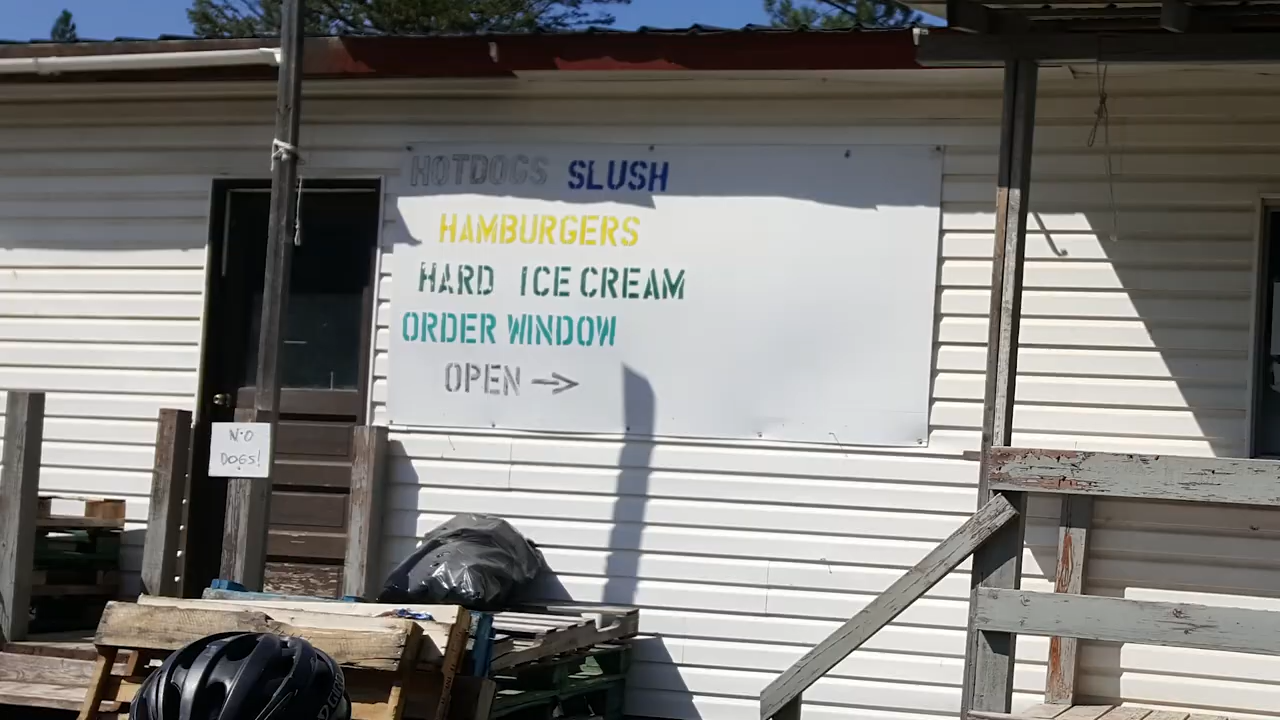 HOTDOGS SLUSH
HAMBURGERS
HARD ICE CREAM
ORDER WINDOW
OPEN →
NO
DOGS!